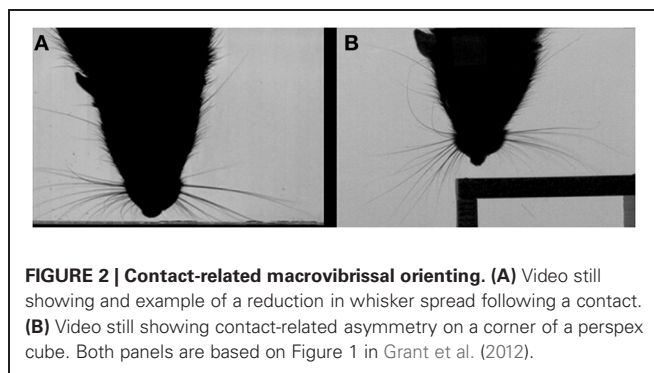 A
B
FIGURE 2 | Contact-related macrovibrissal orienting. (A) Video still
showing and example of a reduction in whisker spread following a contact.
(B) Video still showing contact-related asymmetry on a corner of a perspex
cube. Both panels are based on Figure 1 in Grant et al. (2012).